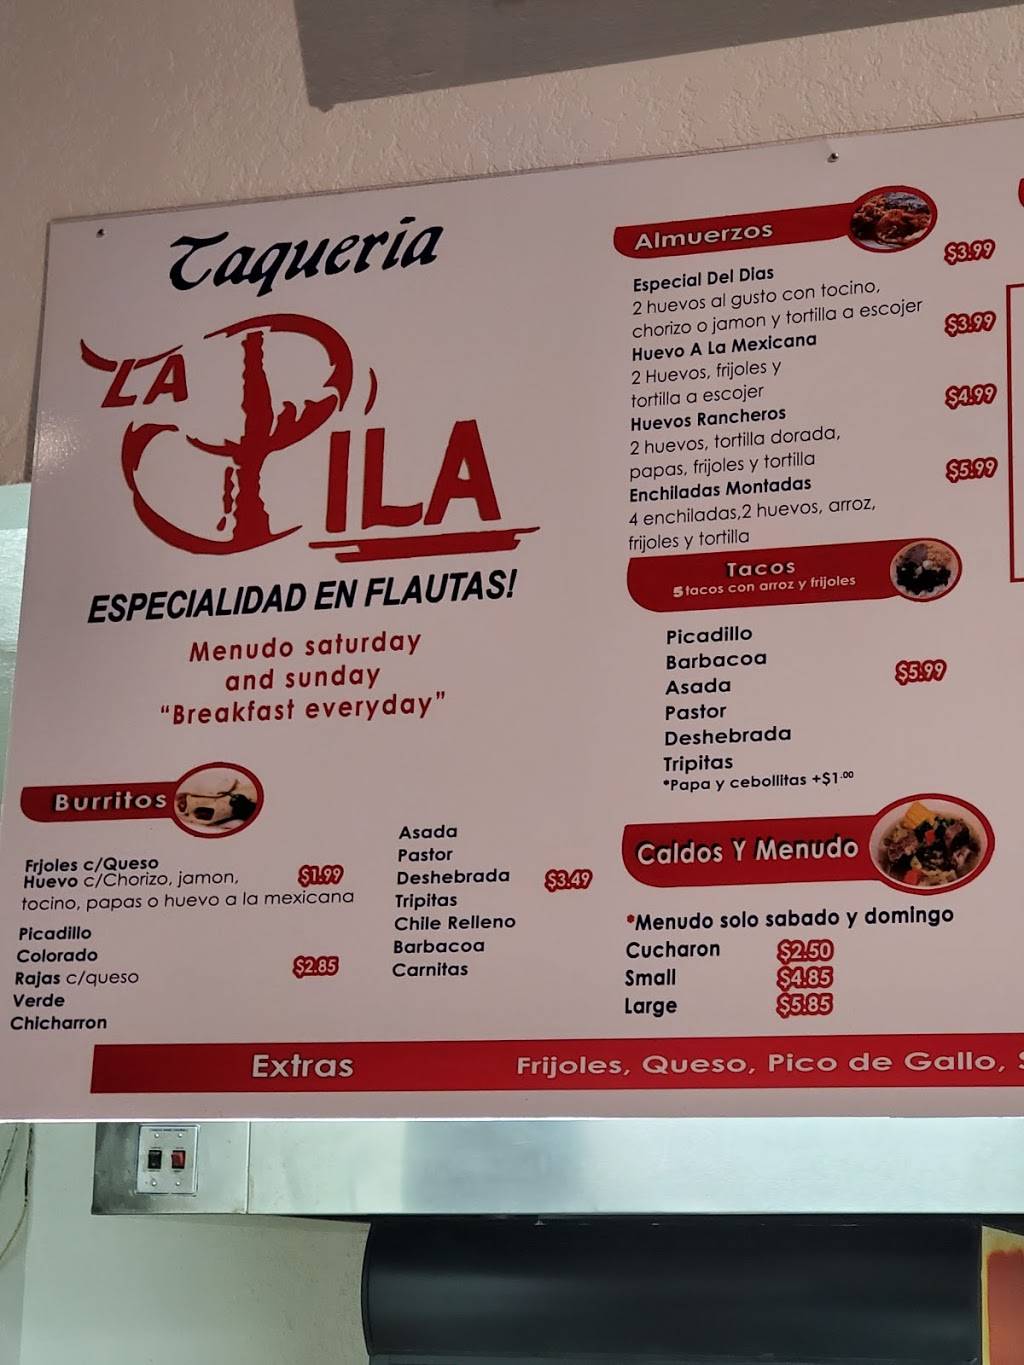 Taqueria
LA PILA
ESPECIALIDAD EN FLAUTAS!
Menudo saturday
and sunday
“Breakfast everyday”
Burritos
Frjoles c/Queso
Huevo c/Chorizo, jamon,
tocino, papas o huevo a la mexicana
$1.99
Picadillo
Colorado
Rajas c/queso
Verde
Chicharron
$2.85
Asada
Pastor
Deshebrada
Tripitas
Chile Relleno
Barbacoa
Carnitas
$3.49
Almuerzos
Especial Del Dias $3.99
2 huevos al gusto con tocino,
chorizo o jamon y tortilla a escojer
Huevo A La Mexicana $3.99
2 Huevos, frijoles y
tortilla a escojer
Huevos Rancheros $4.99
2 huevos, tortilla dorada,
papas, frijoles y tortilla
Enchiladas Montadas $5.99
4 enchiladas,2 huevos, arroz,
frijoles y tortilla
Tacos
5 tacos con arroz y frijoles
Picadillo
Barbacoa
Asada
Pastor
Deshebrada
Tripitas
$5.99
*Papa y cebollitas +$1.00
Caldos Y Menudo
*Menudo solo sabado y domingo
Cucharon $2.50
Small $4.85
Large $5.85
Extras Frijoles, Queso, Pico de Gallo,